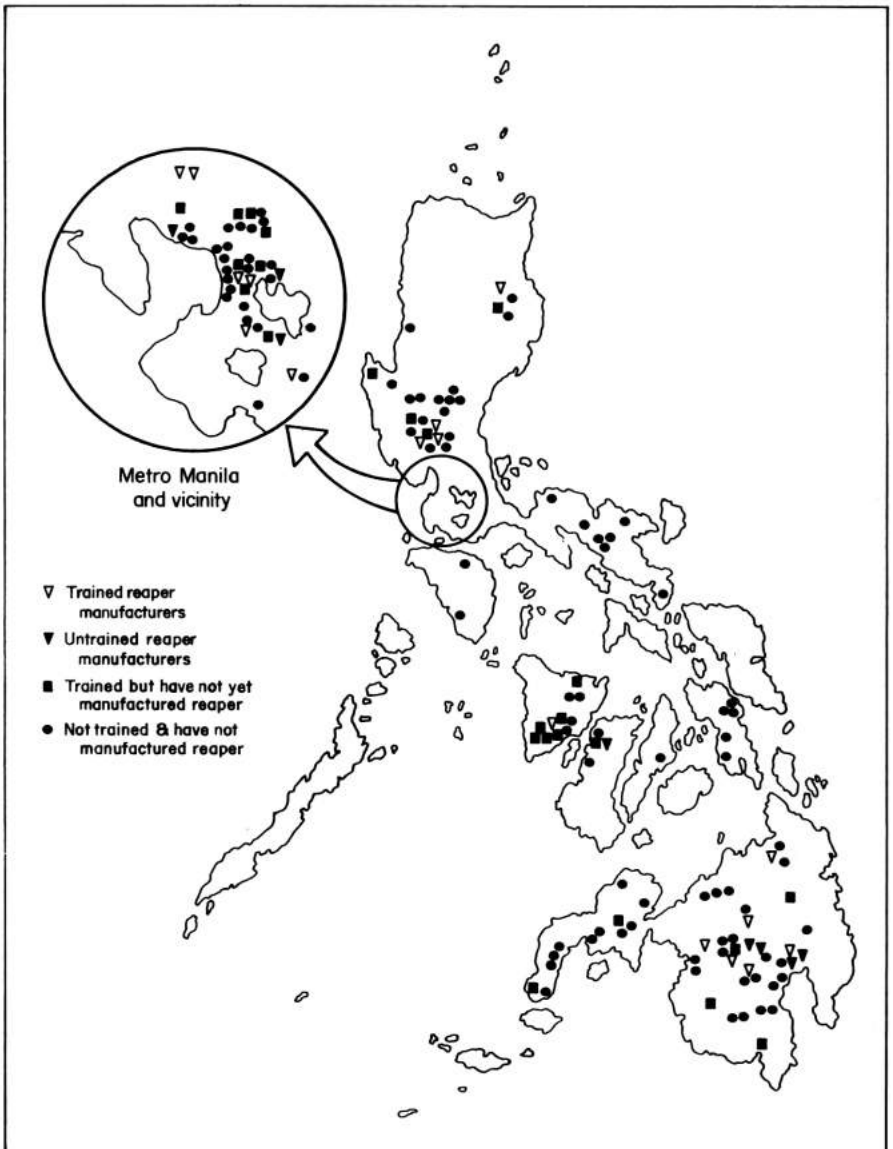 Metro Manila
and vicinity
Trained reaper
manufacturers
Untrained reaper
manufacturers
Trained but have not yet
manufactured reaper
Not trained & have not
manufactured reaper